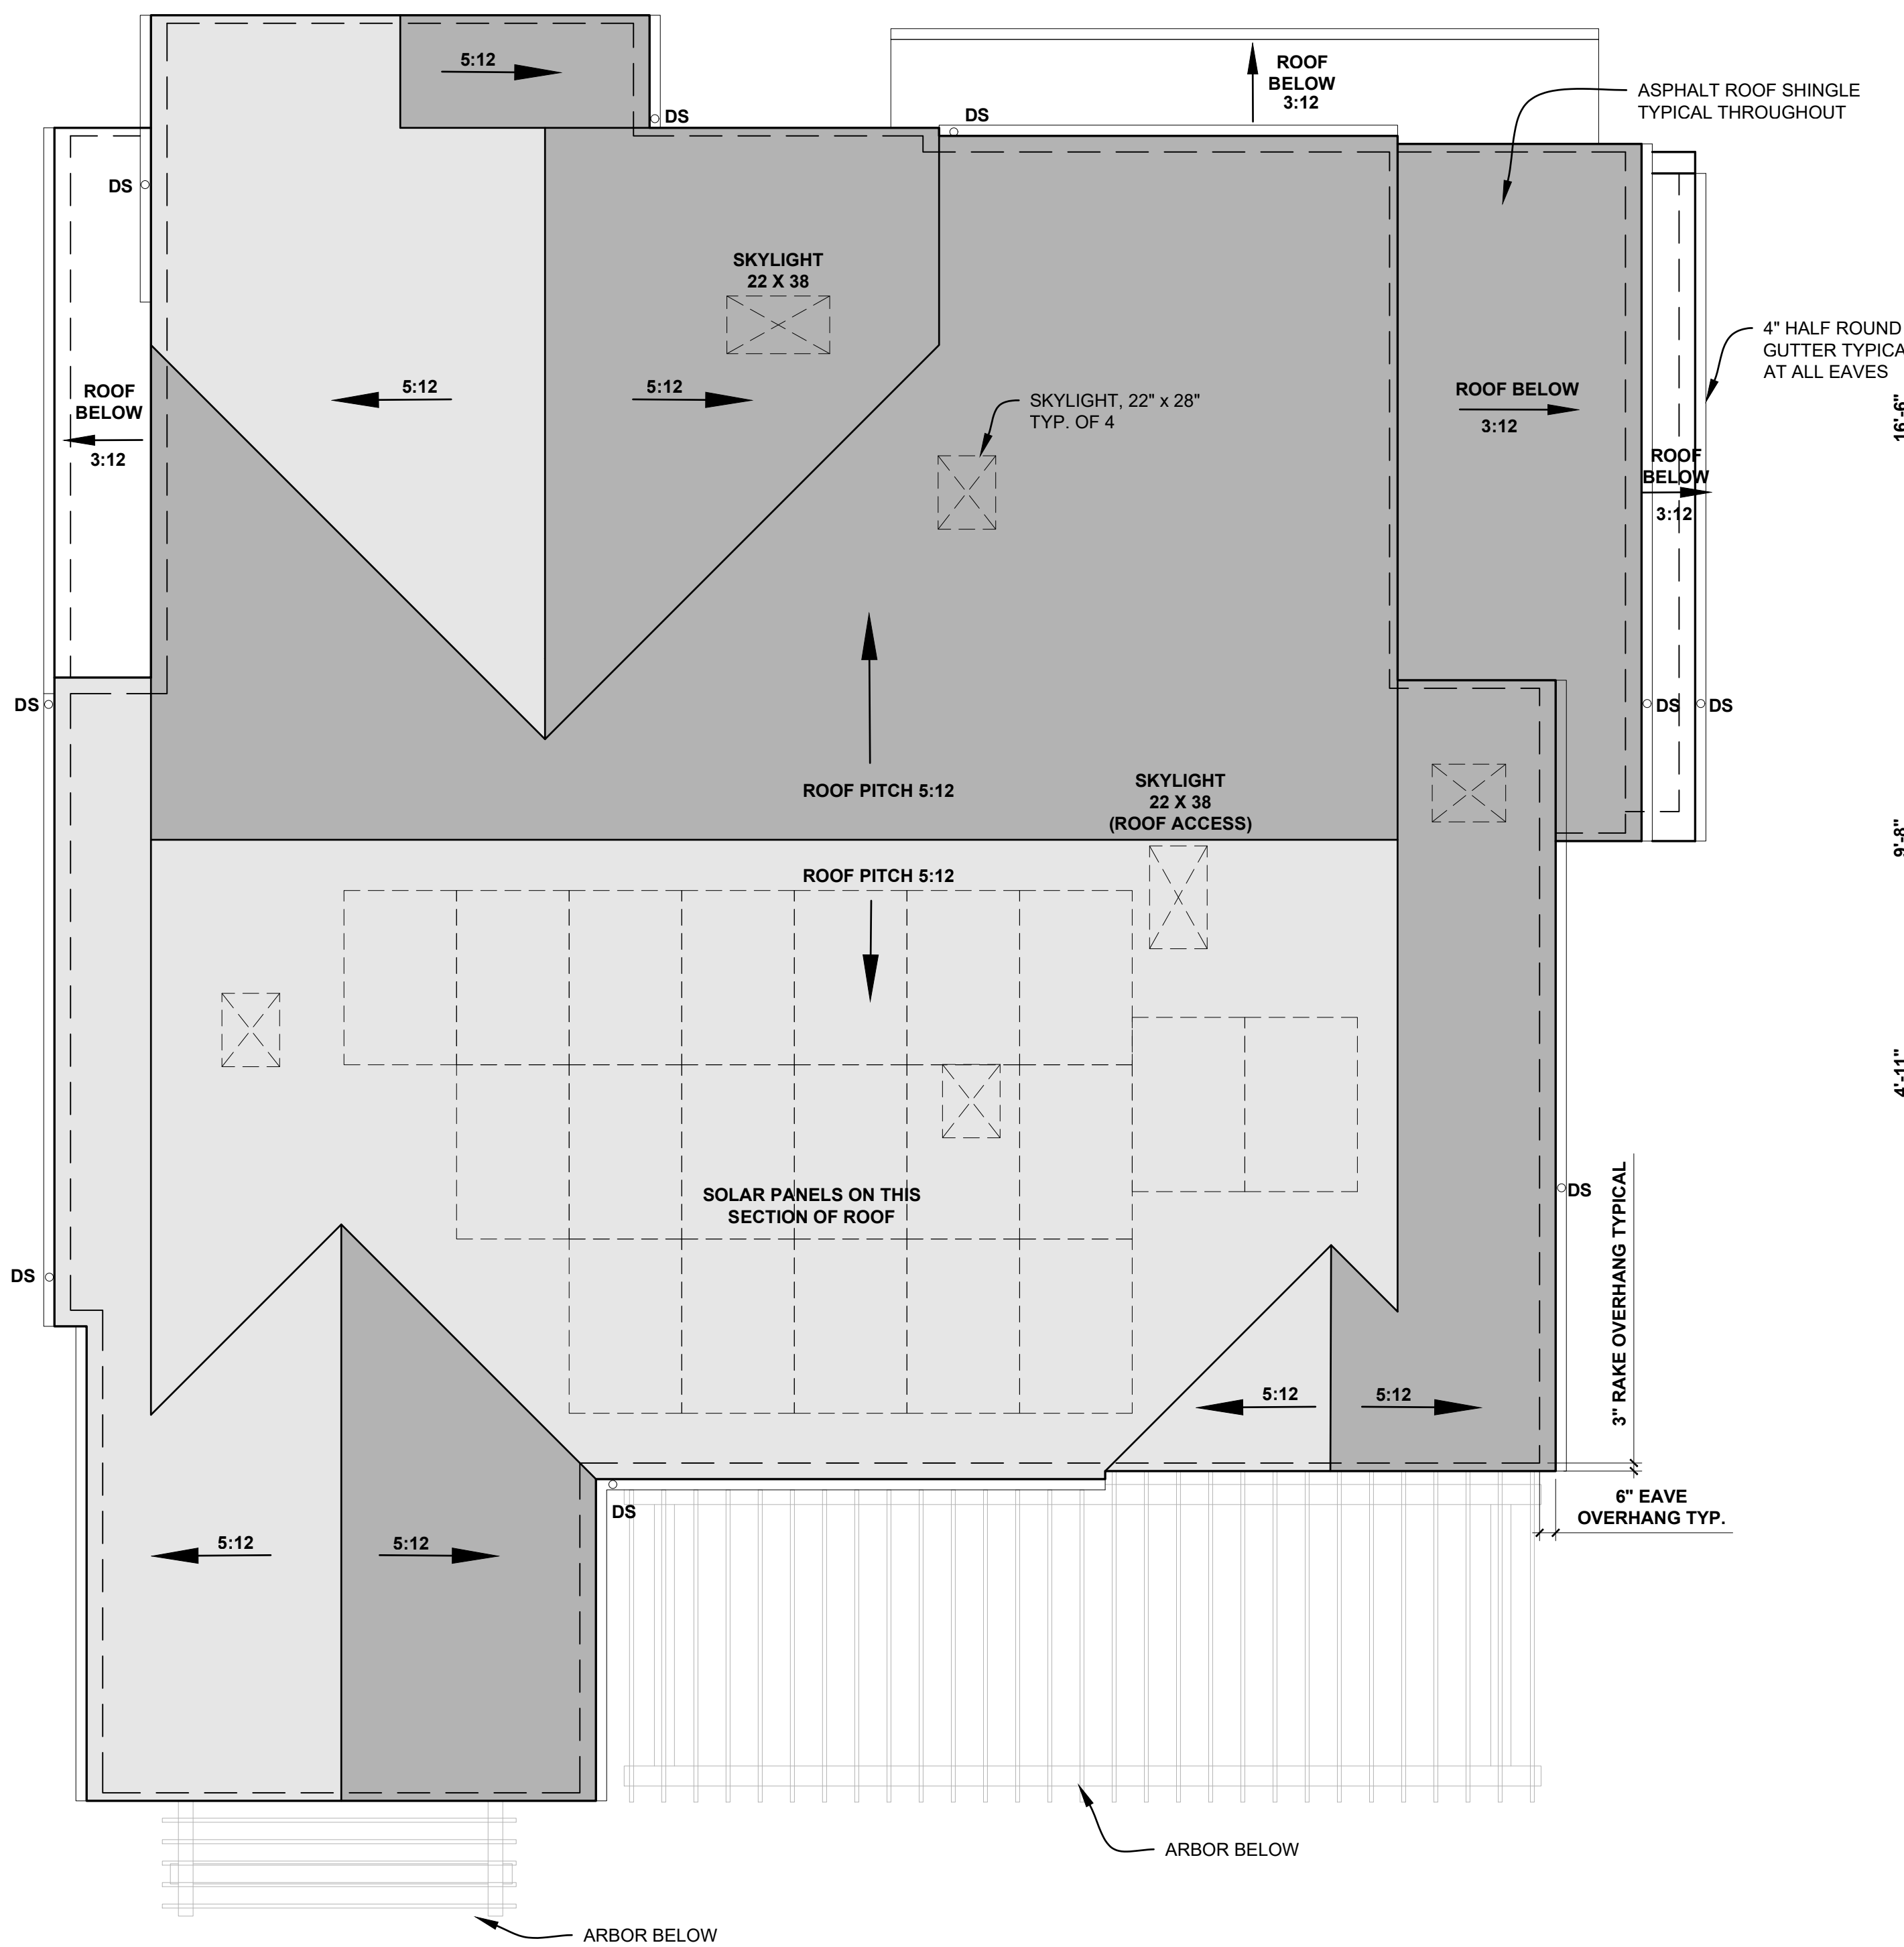 5:12
DS
DS
ROOF
BELOW
3:12
ASPHALT ROOF SHINGLE
TYPICAL THROUGHOUT
DS
SKYLIGHT
22 X 38
4" HALF ROUND
GUTTER TYPICA
AT ALL EAVES
ROOF
BELOW
3:12
5:12
5:12
SKYLIGHT, 22" x 28"
TYP. OF 4
ROOF BELOW
3:12
16'-6"
ROOF
BELOW
3:12
DS
DS
DS
ROOF PITCH 5:12
SKYLIGHT
22 X 38
(ROOF ACCESS)
9'-8"
ROOF PITCH 5:12
4'-11"
SOLAR PANELS ON THIS
SECTION OF ROOF
DS
3" RAKE OVERHANG TYPICAL
DS
5:12
5:12
DS
6" EAVE
OVERHANG TYP.
5:12
5:12
ARBOR BELOW
ARBOR BELOW